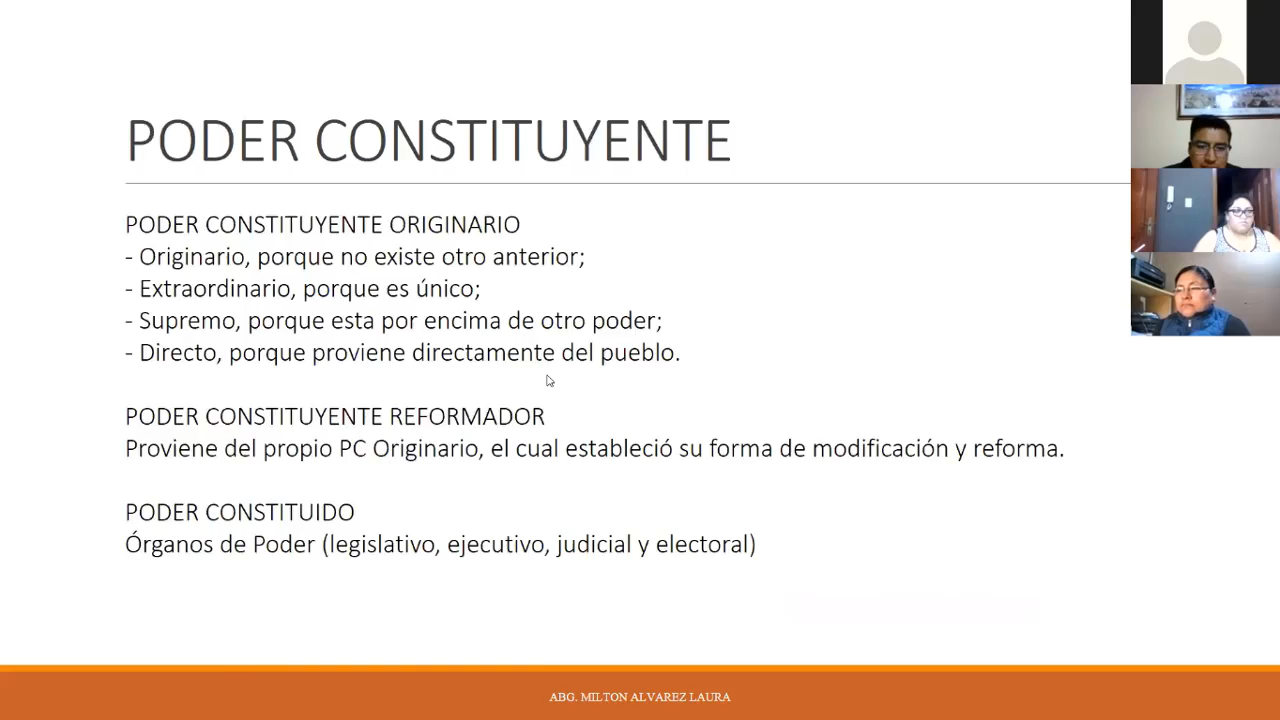 PODER CONSTITUYENTE
PODER CONSTITUYENTE ORIGINARIO
- Originario, porque no existe otro anterior;
- Extraordinario, porque es único;
- Supremo, porque esta por encima de otro poder;
- Directo, porque proviene directamente del pueblo.
PODER CONSTITUYENTE REFORMADOR
Proviene del propio PC Originario, el cual estableció su forma de modificación y reforma.
PODER CONSTITUIDO
Órganos de Poder (legislativo, ejecutivo, judicial y electoral)
ABG. MILTON ALVAREZ LAURA